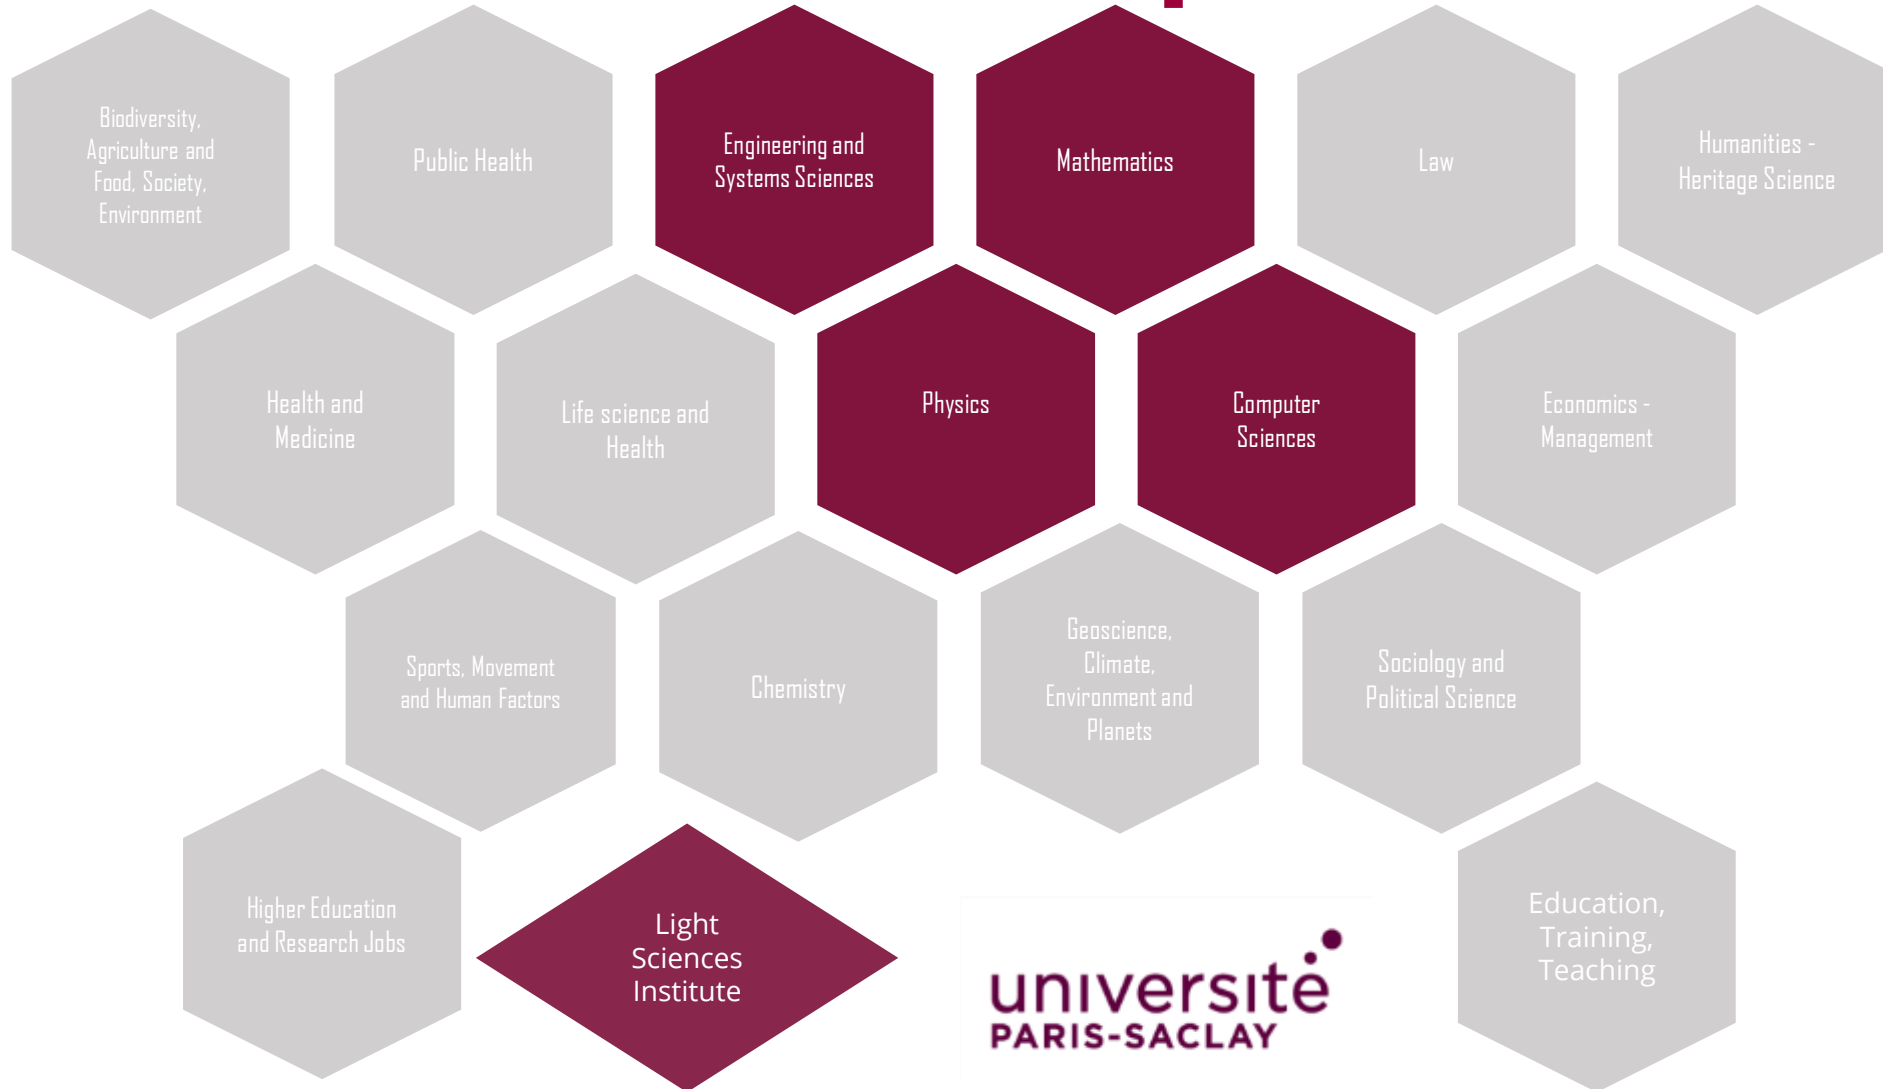 Biodiversity,
Agriculture and
Food, Society,
Environment
Public Health
Engineering and
Systems Sciences
Mathematics
Law
Humanities -
Heritage Science
Health and
Medicine
Life science and
Health
Physics
Computer
Sciences
Economics -
Management
Sports, Movement
and Human Factors
Chemistry
Geoscience,
Climate,
Environment and
Planets
Sociology and
Political Science
Higher Education
and Research Jobs
Light
Sciences
Institute
université
PARIS-SACLAY
Education,
Training,
Teaching